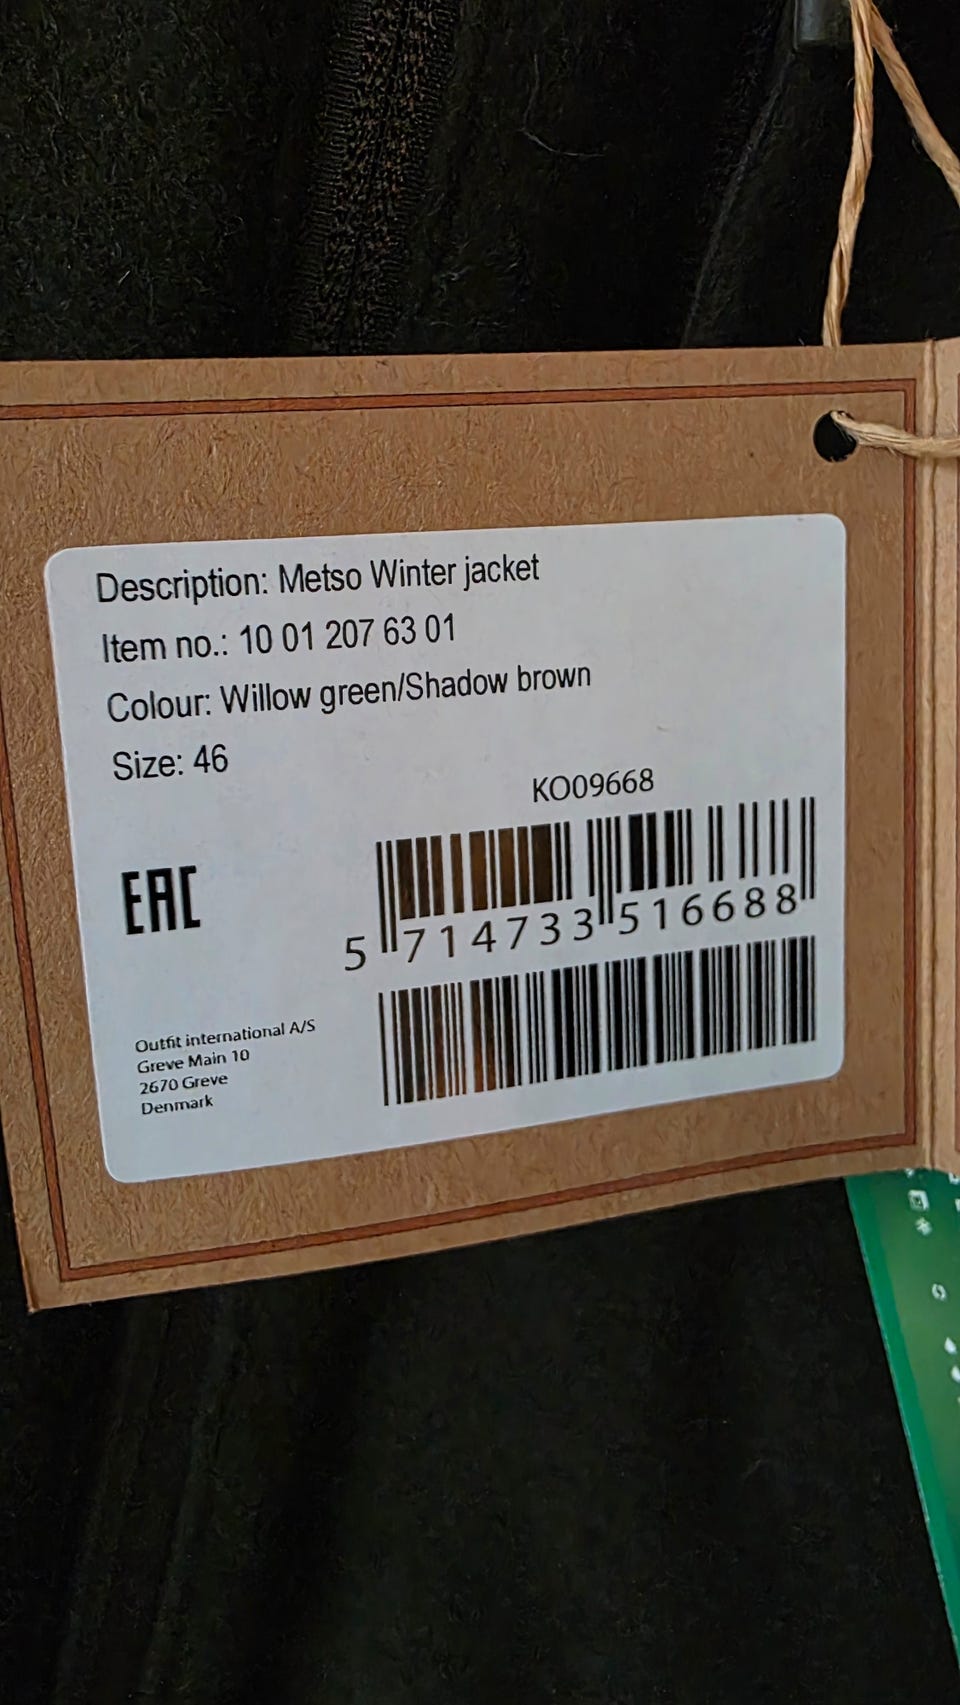 Description: Metso Winter jacket
Item no.: 10 01 207 63 01
Colour: Willow green/Shadow brown
Size: 46
KO09668
EAC
5 714733 516688
Outfit international A/S
Greve Main 10
2670 Greve
Denmark